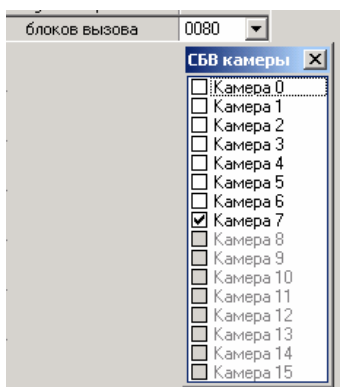 блоков вызова 0080
СБВ камеры
Камера 0
Камера 1
Камера 2
Камера 3
Камера 4
Камера 5
Камера 6
Камера 7
Камера 8
Камера 9
Камера 10
Камера 11
Камера 12
Камера 13
Камера 14
Камера 15